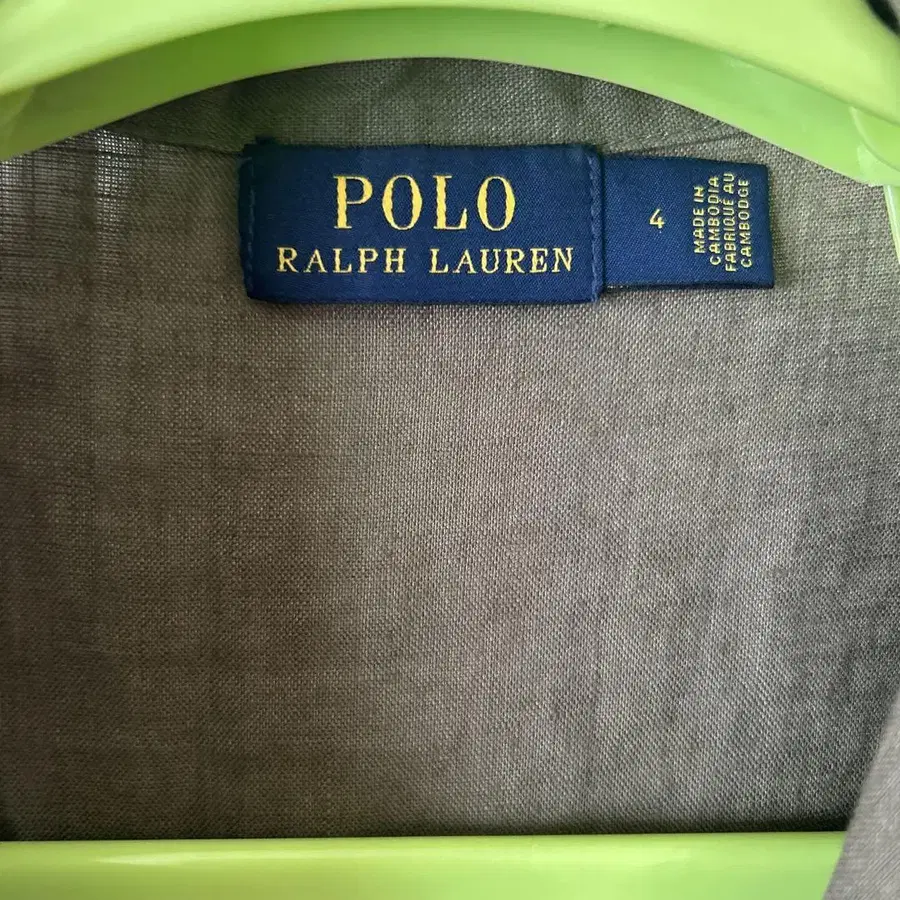 POLO
RALPH LAUREN
4
MADE IN
CAMBODIA
FABRIQUÉ AU
CAMBODGE